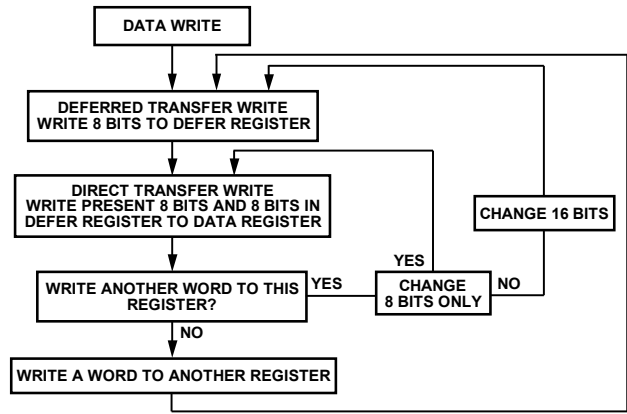 DATA WRITE
DEFERRED TRANSFER WRITE
WRITE 8 BITS TO DEFER REGISTER
DIRECT TRANSFER WRITE
WRITE PRESENT 8 BITS AND 8 BITS IN
DEFER REGISTER TO DATA REGISTER
CHANGE 16 BITS
WRITE ANOTHER WORD TO THIS
REGISTER?
YES
YES
CHANGE
8 BITS ONLY
NO
NO
WRITE A WORD TO ANOTHER REGISTER